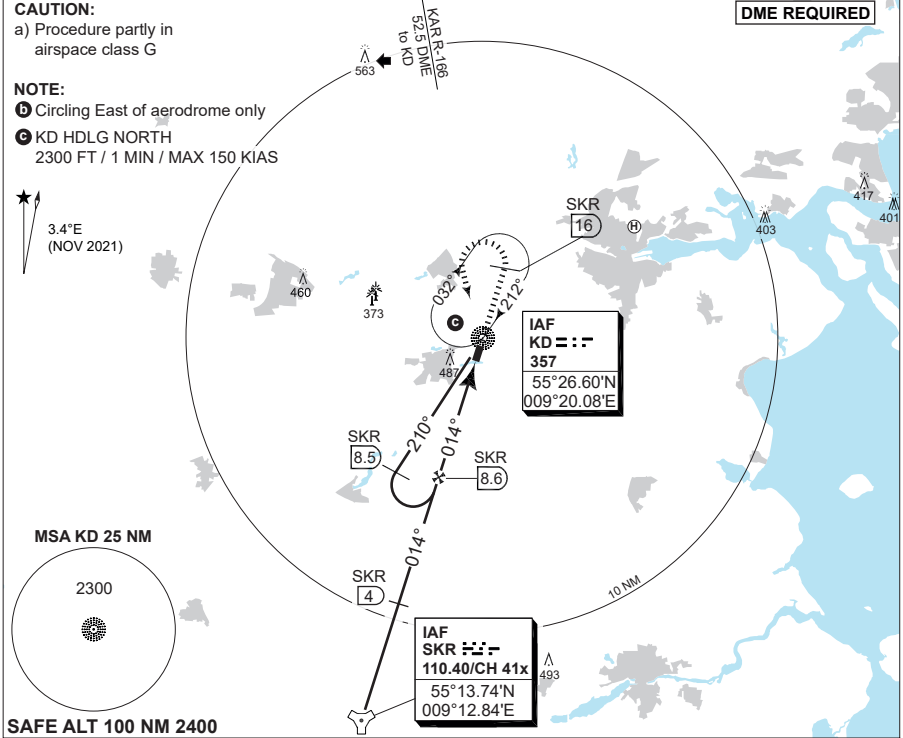 CAUTION:
a) Procedure partly in
airspace class G
NOTE:
b Circling East of aerodrome only
c KD HDLG NORTH
2300 FT / 1 MIN / MAX 150 KIAS
3.4°E
(NOV 2021)
KAR R-166
52.5 DME
to KD
DME REQUIRED
563
417
401
403
SKR
16
H
460
373
032°
212°
c
487
IAF
KD
357
55°26.60'N
009°20.08'E
210°
014°
SKR
8.5
SKR
8.6
014°
SKR
4
10 NM
MSA KD 25 NM
2300
IAF
SKR
110.40/CH 41x
55°13.74'N
009°12.84'E
493
SAFE ALT 100 NM 2400